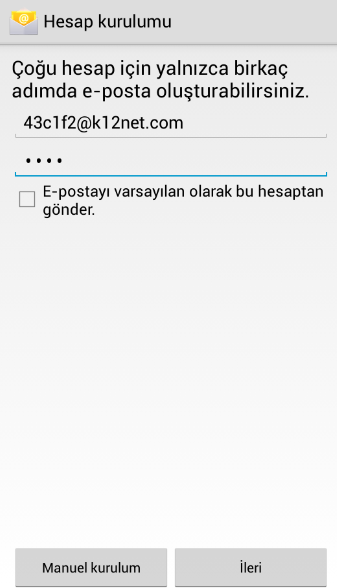 Hesap kurulumu
Çoğu hesap için yalnızca birkaç
adımda e-posta oluşturabilirsiniz.
43c1f2@k12net.com
••••
E-postayı varsayılan olarak bu hesaptan
gönder.
Manuel kurulum
İleri